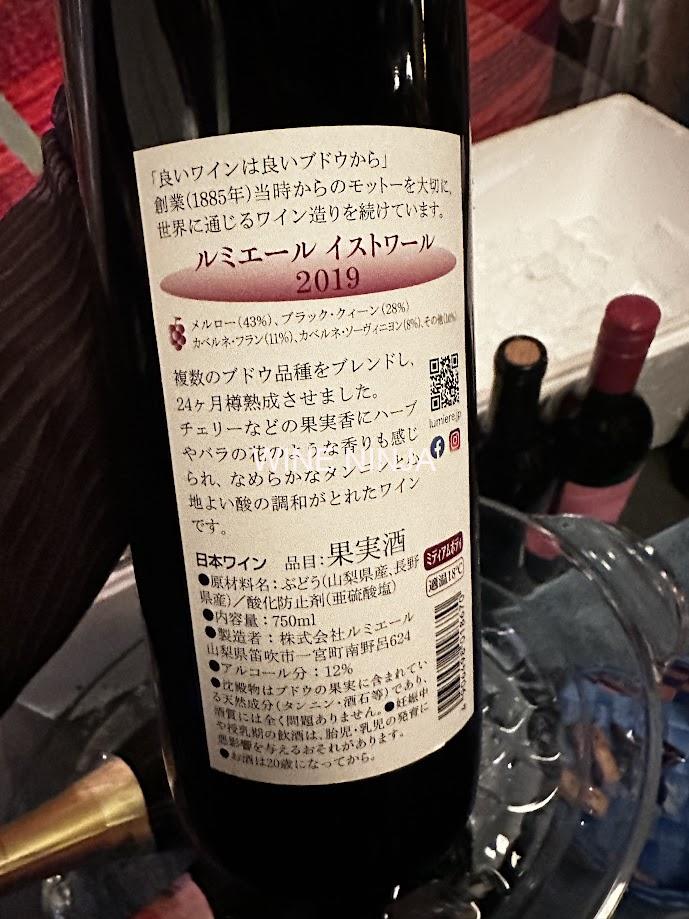 「良いワインは良いブドウから」
創業(1885年)当時からのモットーを大切に、
世界に通じるワイン造りを続けています。
ルミエール イストワール
2019
メルロー(43%)、ブラック・クィーン(28%)
カベルネ・フラン(11%)、カベルネ・ソーヴィニヨン(8%)、その他(10%)
複数のブドウ品種をブレンドし、
24ヶ月樽熟成させました。
チェリーなどの果実香にハーブ
やバラの花のような香りも感じ
られ、なめらかなタンニンと心
地よい酸の調和がとれたワイン
です。
lumiere.jp
WINE NINJA
日本ワイン 品目:果実酒
ミディアムボディ
適温18℃
●原材料名:ぶどう(山梨県産、長野
県産)/酸化防止剤(亜硫酸塩)
●内容量:750ml
●製造者:株式会社ルミエール
山梨県笛吹市一宮町南野呂624
●アルコール分:12%
●沈殿物はブドウの果実に含まれてい
る天然成分(タンニン・酒石等)であり、
酒質には全く問題ありません。●妊娠中
や授乳期の飲酒は、胎児・乳児の発育に
悪影響を与えるおそれがあります。
●お酒は20歳になってから。